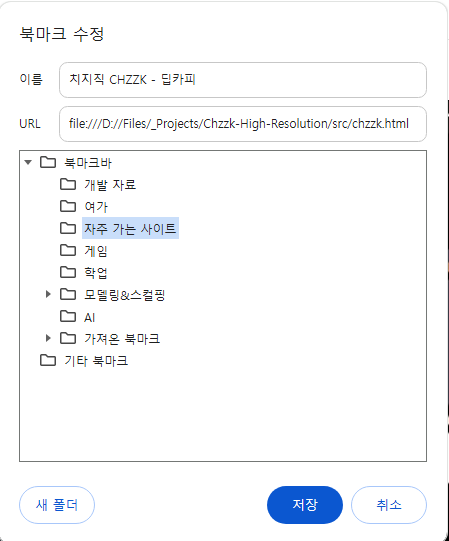 북마크 수정
이름 치지직 CHZZK - 딥카피
URL file:///D://Files/_Projects/Chzzk-High-Resolution/src/chzzk.html
북마크바
개발 자료
여가
자주 가는 사이트
게임
학업
모델링&스컬핑
AI
가져온 북마크
기타 북마크
새 폴더 저장 취소